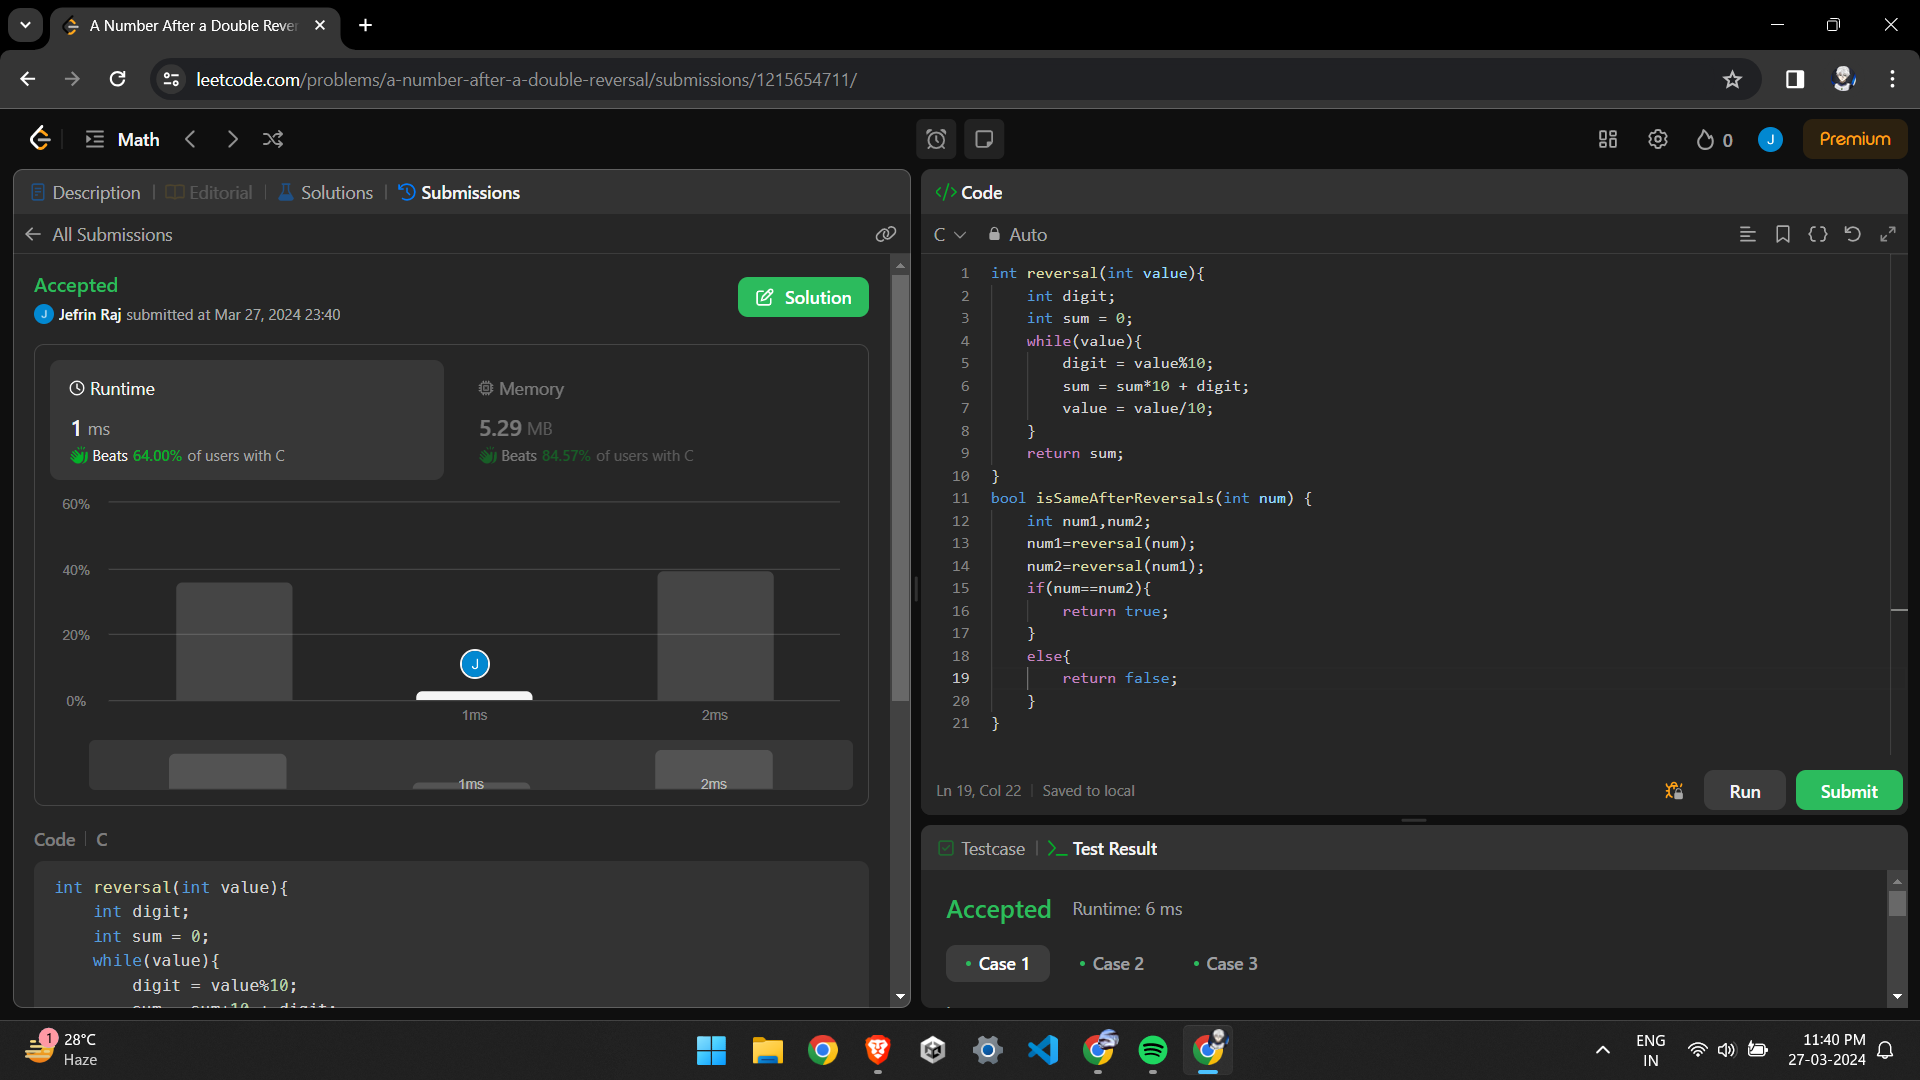 A Number After a Double Rever
leetcode.com/problems/a-number-after-a-double-reversal/submissions/1215654711/
Math
0
J
Premium
Description
Editorial
Solutions
Submissions
All Submissions
Accepted
J Jefrin Raj submitted at Mar 27, 2024 23:40
Solution
Runtime
1 ms
Beats 64.00% of users with C
Memory
5.29 MB
Beats 84.57% of users with C
60%
40%
20%
0%
J
1ms
2ms
1ms
2ms
Code
C
int reversal(int value){
int digit;
int sum = 0;
while(value){
digit = value%10;
sum = sum*10 + digit;
Code
C
Auto
1 int reversal(int value){
2 int digit;
3 int sum = 0;
4 while(value){
5 digit = value%10;
6 sum = sum*10 + digit;
7 value = value/10;
8 }
9 return sum;
10 }
11 bool isSameAfterReversals(int num) {
12 int num1,num2;
13 num1=reversal(num);
14 num2=reversal(num1);
15 if(num==num2){
16 return true;
17 }
18 else{
19 return false;
20 }
21 }
Ln 19, Col 22
Saved to local
Run
Submit
Testcase
Test Result
Accepted
Runtime: 6 ms
Case 1
Case 2
Case 3
1
28°C
Haze
ENG
IN
11:40 PM
27-03-2024